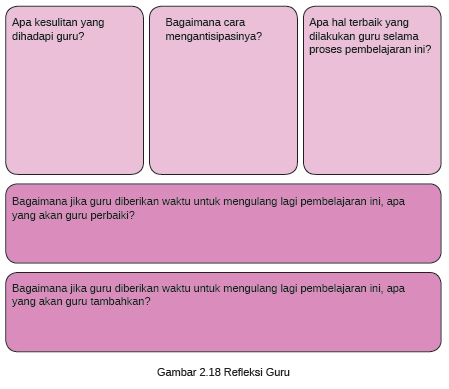 Apa kesulitan yang
dihadapi guru?
Bagaimana cara
mengantisipasinya?
Apa hal terbaik yang
dilakukan guru selama
proses pembelajaran ini?
Bagaimana jika guru diberikan waktu untuk mengulang lagi pembelajaran ini, apa
yang akan guru perbaiki?
Bagaimana jika guru diberikan waktu untuk mengulang lagi pembelajaran ini, apa
yang akan guru tambahkan?
Gambar 2.18 Refleksi Guru